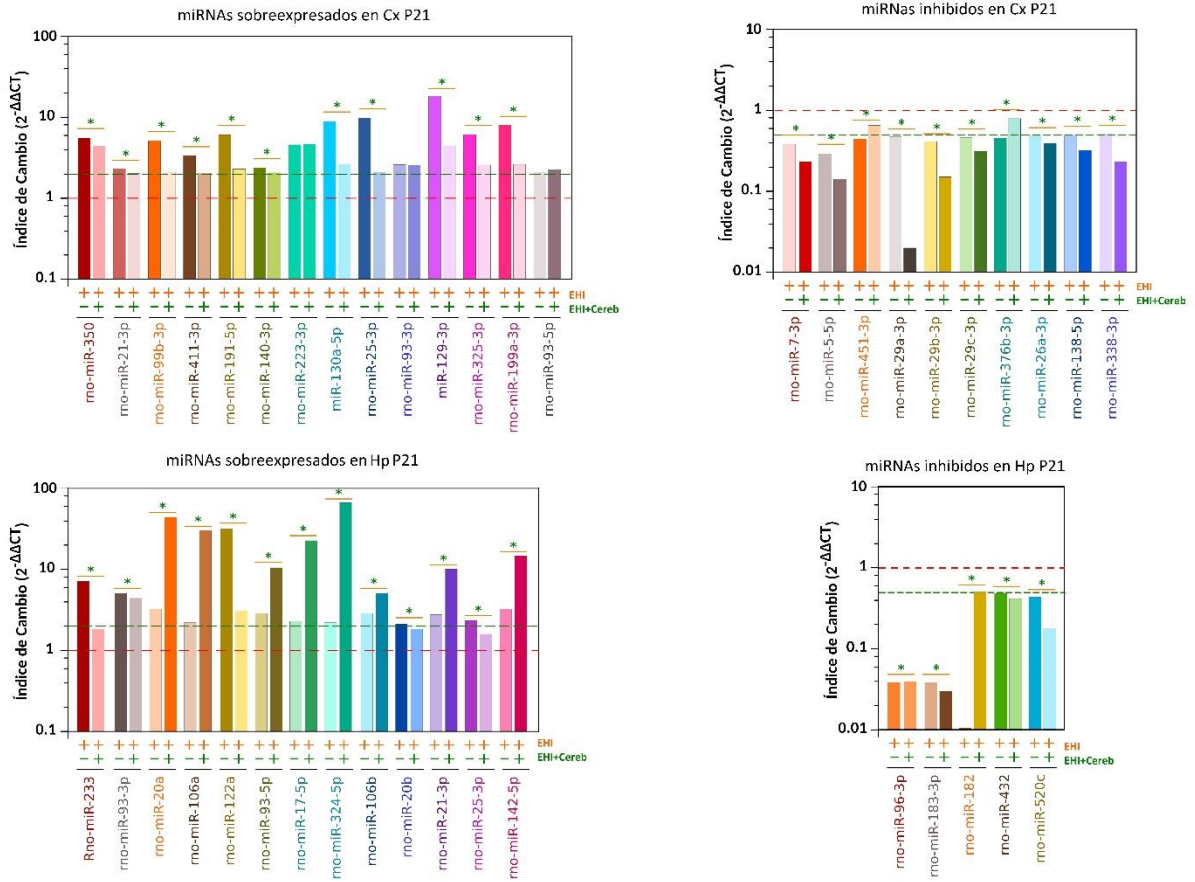 miRNAs sobreexpresados en Cx P21
100
10
1
0.1
Índice de Cambio (2-ΔΔCT)
* * * * * * * * * * *
+ + + + + + + + + + + + + + + + + + + + + + + + + + + + EHI
− + − + − + − + − + − + − + − + − + − + − + − + − + − + EHI+Cereb
rno-miR-350
rno-miR-21-3p
rno-miR-99b-3p
rno-miR-411-3p
rno-miR-191-5p
rno-miR-140-3p
rno-miR-223-3p
miR-130a-5p
rno-miR-25-3p
rno-miR-93-3p
miR-129-3p
rno-miR-325-3p
rno-miR-199a-3p
rno-miR-93-5p
miRNas inhibidos en Cx P21
10
1
0.1
0.01
Índice de Cambio (2-ΔΔCT)
* * * * * * * * * *
+ + + + + + + + + + + + + + + + + + + + EHI
− + − + − + − + − + − + − + − + − + − + EHI+Cereb
rno-miR-7-3p
rno-miR-5-5p
rno-miR-451-3p
rno-miR-29a-3p
rno-miR-29b-3p
rno-miR-29c-3p
rno-miR-376b-3p
rno-miR-26a-3p
rno-miR-138-5p
rno-miR-338-3p
miRNAs sobreexpresados en Hp P21
100
10
1
0.1
Índice de Cambio (2-ΔΔCT)
* * * * * * * * * * * * *
+ + + + + + + + + + + + + + + + + + + + + + + + + + EHI
− + − + − + − + − + − + − + − + − + − + − + − + − + EHI+Cereb
Rno-miR-233
rno-miR-93-3p
rno-miR-20a
rno-miR-106a
rno-miR-122a
rno-miR-93-5p
rno-miR-17-5p
rno-miR-324-5p
rno-miR-106b
rno-miR-20b
rno-miR-21-3p
rno-miR-25-3p
rno-miR-142-5p
miRNAs inhibidos en Hp P21
10
1
0.1
0.01
Índice de Cambio (2-ΔΔCT)
* * * * *
+ + + + + + + + + + EHI
− + − + − + − + − + EHI+Cereb
rno-miR-96-3p
rno-miR-183-3p
rno-miR-182
rno-miR-432
rno-miR-520c